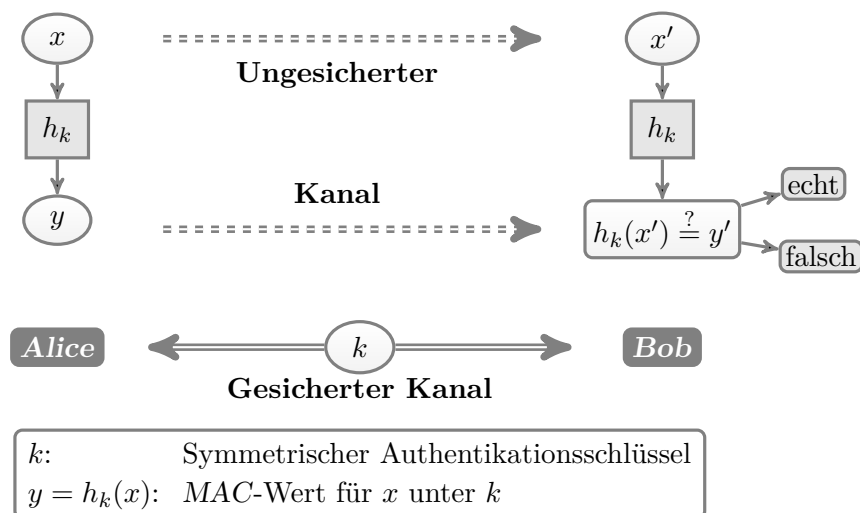 x x′
Ungesicherter
h_k h_k
Kanal
echt
y h_k(x′) ≟ y′
falsch
Alice k Bob
Gesicherter Kanal
k: Symmetrischer Authentikationsschlüssel
y = h_k(x): MAC-Wert für x unter k